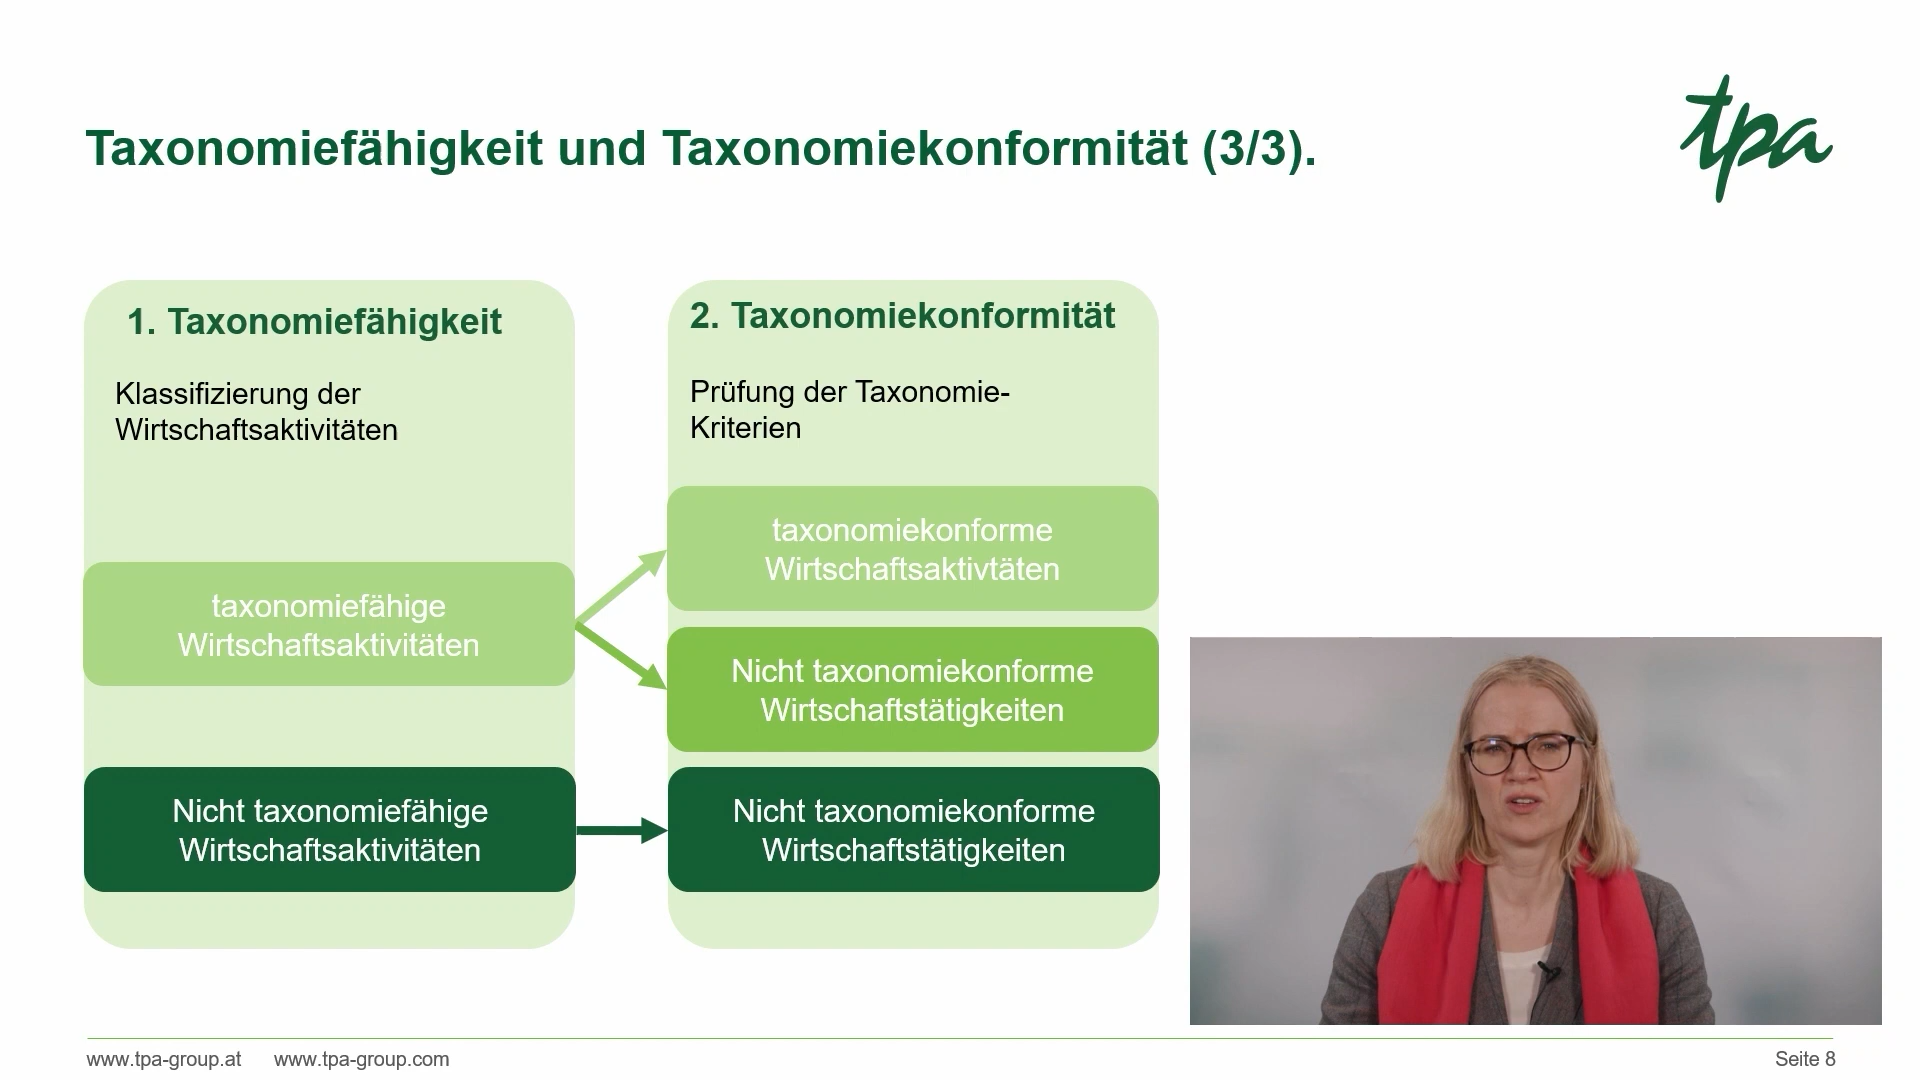 tpa
Taxonomiefähigkeit und Taxonomiekonformität (3/3).
1. Taxonomiefähigkeit
Klassifizierung der
Wirtschaftsaktivitäten
taxonomiefähige
Wirtschaftsaktivitäten
Nicht taxonomiefähige
Wirtschaftsaktivitäten
2. Taxonomiekonformität
Prüfung der Taxonomie-
Kriterien
taxonomiekonforme
Wirtschaftsaktivtäten
Nicht taxonomiekonforme
Wirtschaftstätigkeiten
Nicht taxonomiekonforme
Wirtschaftstätigkeiten
www.tpa-group.at www.tpa-group.com
Seite 8